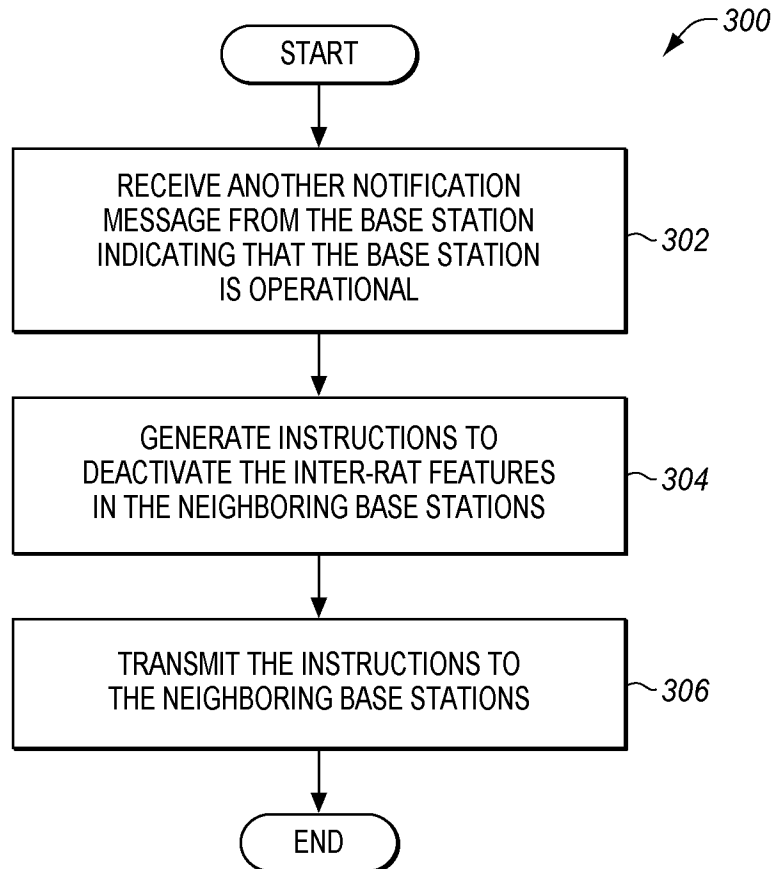 300
START
RECEIVE ANOTHER NOTIFICATION
MESSAGE FROM THE BASE STATION
INDICATING THAT THE BASE STATION
IS OPERATIONAL
302
GENERATE INSTRUCTIONS TO
DEACTIVATE THE INTER-RAT FEATURES
IN THE NEIGHBORING BASE STATIONS
304
TRANSMIT THE INSTRUCTIONS TO
THE NEIGHBORING BASE STATIONS
306
END